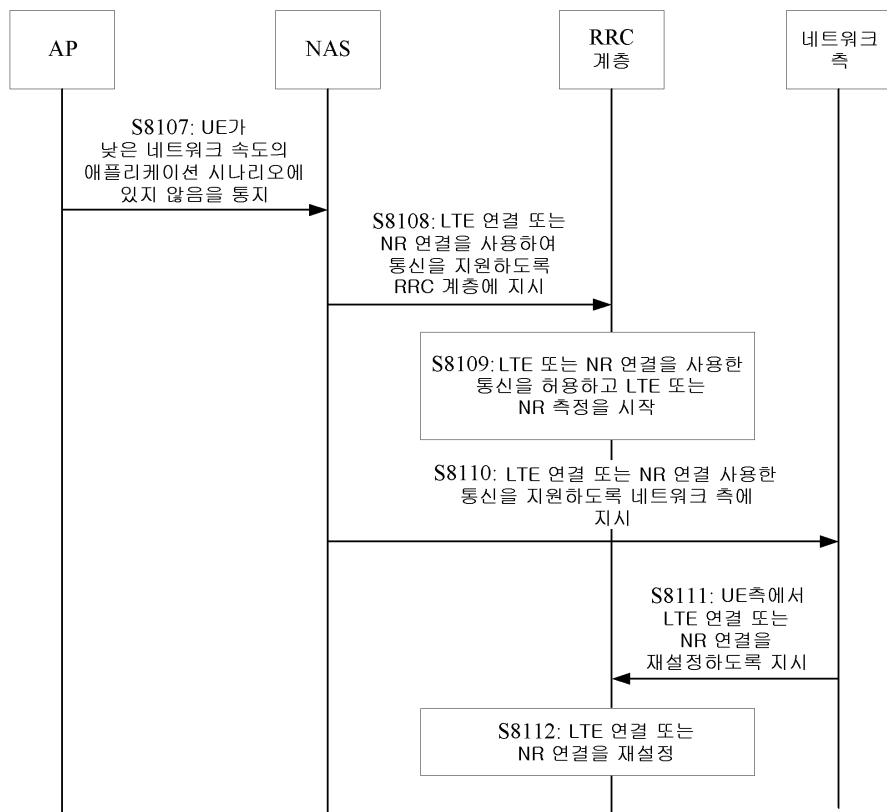 AP
NAS
RRC
계층
네트워크
측
S8107: UE가
낮은 네트워크 속도의
애플리케이션 시나리오에
있지 않음을 통지
S8108: LTE 연결 또는
NR 연결을 사용하여
통신을 지원하도록
RRC 계층에 지시
S8109: LTE 또는 NR 연결을 사용한
통신을 허용하고 LTE 또는
NR 측정을 시작
S8110: LTE 연결 또는 NR 연결 사용한
통신을 지원하도록 네트워크 측에
지시
S8111: UE측에서
LTE 연결 또는
NR 연결을
재설정하도록 지시
S8112: LTE 연결 또는
NR 연결을 재설정